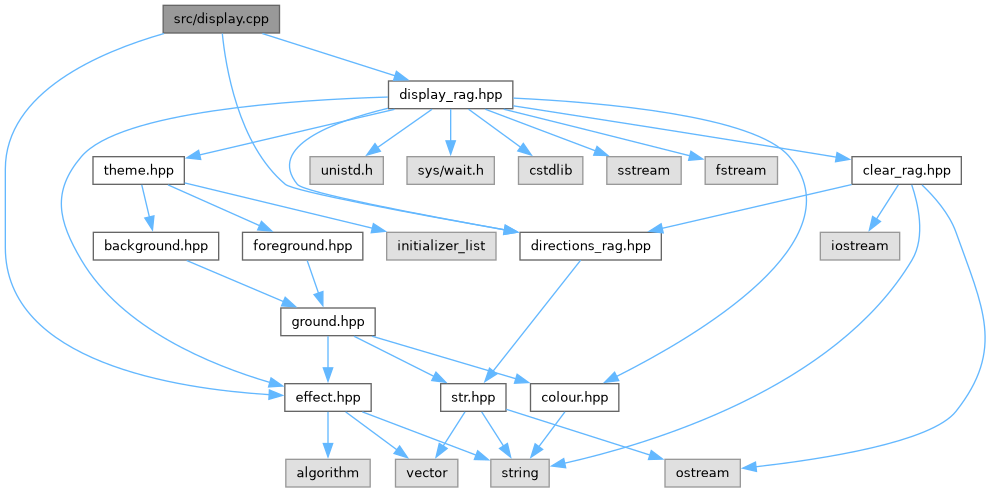 src/display.cpp
display_rag.hpp
theme.hpp
unistd.h
sys/wait.h
cstdlib
sstream
fstream
clear_rag.hpp
background.hpp
foreground.hpp
initializer_list
directions_rag.hpp
iostream
ground.hpp
effect.hpp
str.hpp
colour.hpp
algorithm
vector
string
ostream